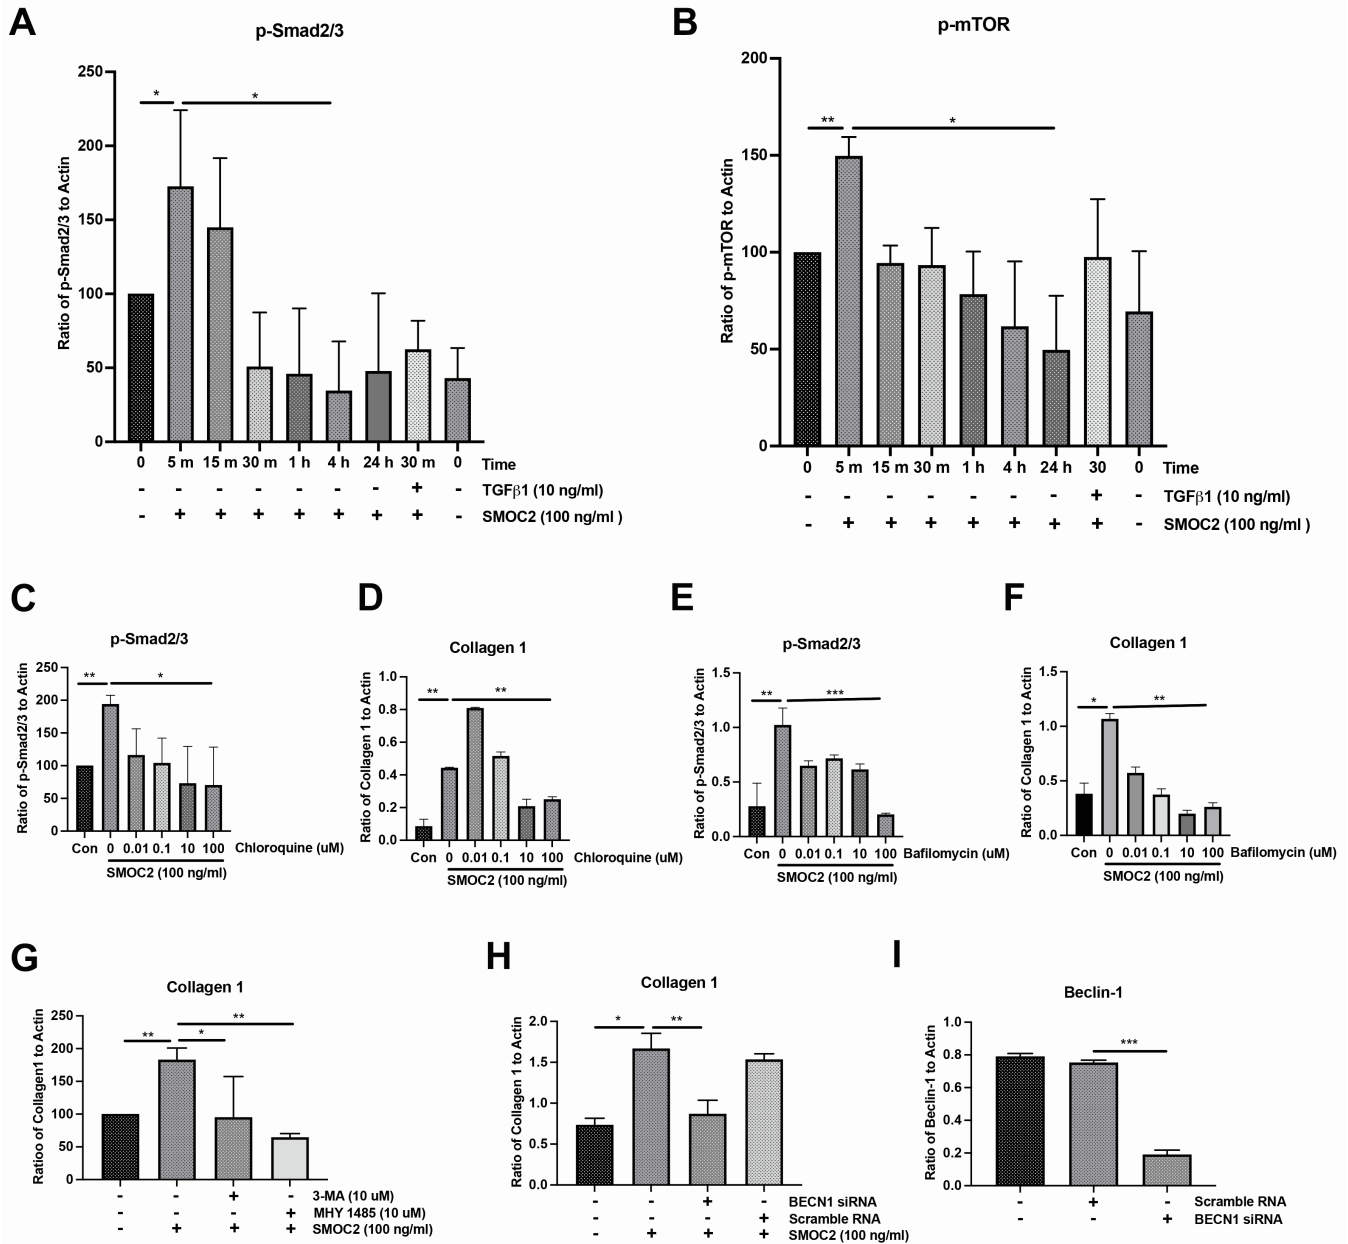 A
p-Smad2/3
Ratio of p-Smad2/3 to Actin
250
200
150
100
50
0
* *
0 5 m 15 m 30 m 1 h 4 h 24 h 30 m 0 Time
- - - - - - - + - TGFβ1 (10 ng/ml)
- + + + + + + + - SMOC2 (100 ng/ml )
B
p-mTOR
Ratio of p-mTOR to Actin
200
150
100
50
0
** *
0 5 m 15 m 30 m 1 h 4 h 24 h 30 0 Time
- - - - - - - + - TGFβ1 (10 ng/ml)
- + + + + + + + - SMOC2 (100 ng/ml )
C
p-Smad2/3
Ratio of p-Smad2/3 to Actin
250
200
150
100
50
0
** *
Con 0 0.01 0.1 10 100 Chloroquine (uM)
SMOC2 (100 ng/ml)
D
Collagen 1
Ratio of Collagen 1 to Actin
1.0
0.8
0.6
0.4
0.2
0.0
** **
Con 0 0.01 0.1 10 100 Chloroquine (uM)
SMOC2 (100 ng/ml)
E
p-Smad2/3
Ratio of p-Smad2/3 to Actin
1.5
1.0
0.5
0.0
** ***
Con 0 0.01 0.1 10 100 Bafilomycin (uM)
SMOC2 (100 ng/ml)
F
Collagen 1
Ratio of Collagen 1 to Actin
1.5
1.0
0.5
0.0
* **
Con 0 0.01 0.1 10 100 Bafilomycin (uM)
SMOC2 (100 ng/ml)
G
Collagen 1
Ratioo of Collagen1 to Actin
250
200
150
100
50
0
**
** *
- - + - 3-MA (10 uM)
- - - + MHY 1485 (10 uM)
- + + + SMOC2 (100 ng/ml)
H
Collagen 1
Ratio of Collagen 1 to Actin
2.0
1.5
1.0
0.5
0.0
* **
- - + - BECN1 siRNA
- - - + Scramble RNA
- + + + SMOC2 (100 ng/ml)
I
Beclin-1
Ratio of Beclin-1 to Actin
1.0
0.8
0.6
0.4
0.2
0.0
***
- + - Scramble RNA
- - + BECN1 siRNA